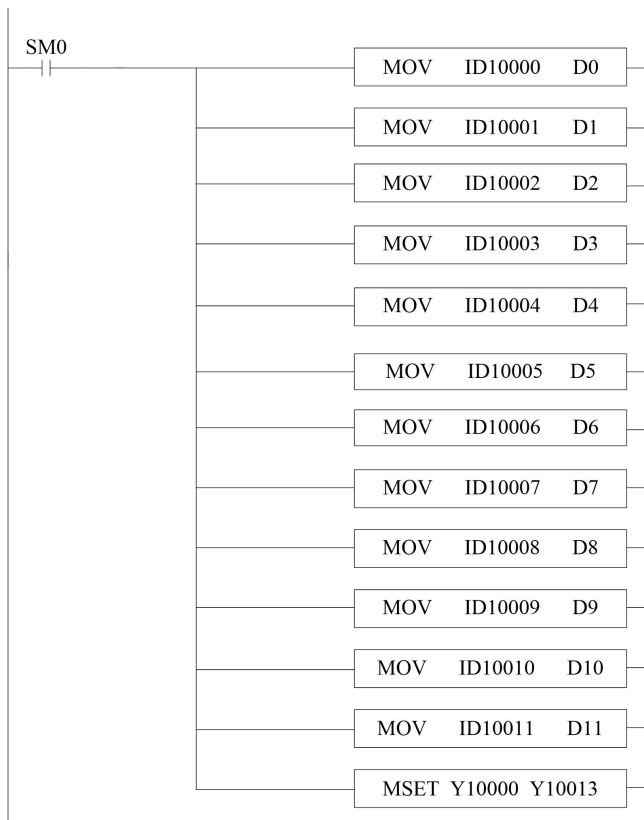 SM0
MOV ID10000 D0
MOV ID10001 D1
MOV ID10002 D2
MOV ID10003 D3
MOV ID10004 D4
MOV ID10005 D5
MOV ID10006 D6
MOV ID10007 D7
MOV ID10008 D8
MOV ID10009 D9
MOV ID10010 D10
MOV ID10011 D11
MSET Y10000 Y10013